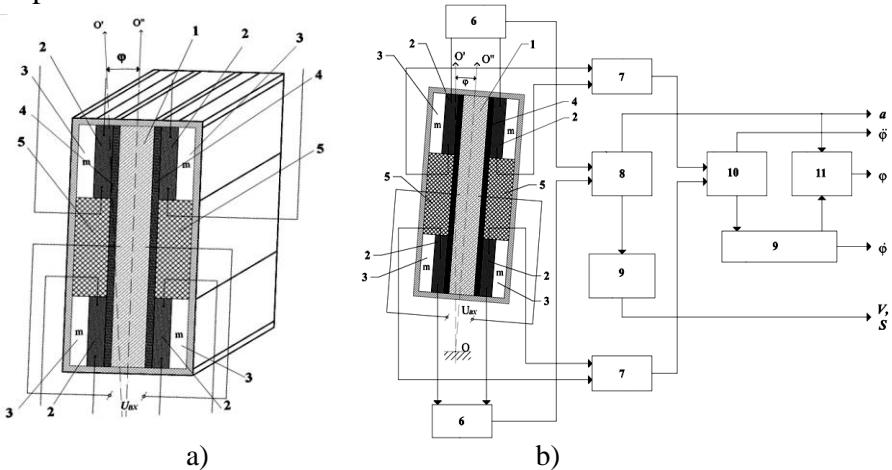 O' O'' 1 2 3
2 φ
3
4 4
5 m m 5
m m
3 3
2 U_BX 2
a)
6
O' O'' 1
2 φ
3 4
m m 2
5 5
2 2
3 m m 3
U_BX
O
6
7
8 10 11
9 9
7
a
φ̈
φ
φ̇
V,
S
b)